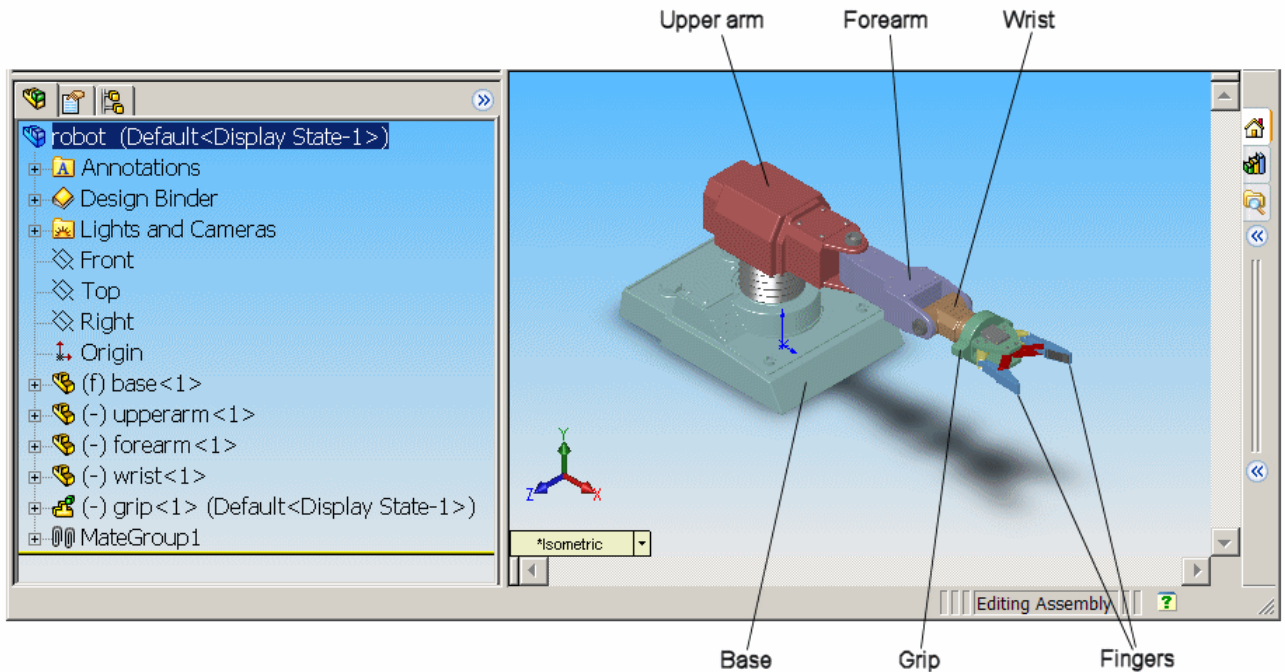 Upper arm
Forearm
Wrist
robot (Default<Display State-1>)
Annotations
Design Binder
Lights and Cameras
Front
Top
Right
Origin
(f) base<1>
(-) upperarm<1>
(-) forearm<1>
(-) wrist<1>
(-) grip<1> (Default<Display State-1>)
MateGroup1
Y
Z
X
*Isometric
Editing Assembly
Base
Grip
Fingers